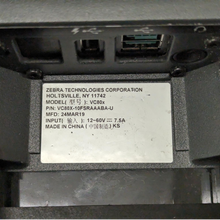 ZEBRA TECHNOLOGIES CORPORATION
HOLTSVILLE, NY 11742
MODEL(型号): VC80x
P/N: VC80X-10FSRAAABA-U
MFD: 24MAR19
INPUT(输入): 12-60V ⎓ 7.5A
MADE IN CHINA (中国制造) KS